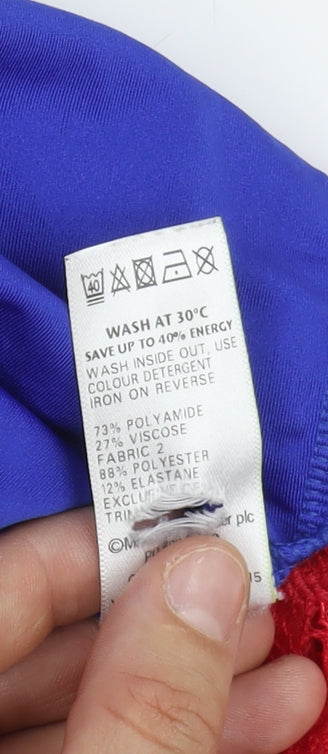 40
WASH AT 30°C
SAVE UP TO 40% ENERGY
WASH INSIDE OUT, USE
COLOUR DETERGENT
IRON ON REVERSE
73% POLYAMIDE
27% VISCOSE
FABRIC 2
88% POLYESTER
12% ELASTANE
plc